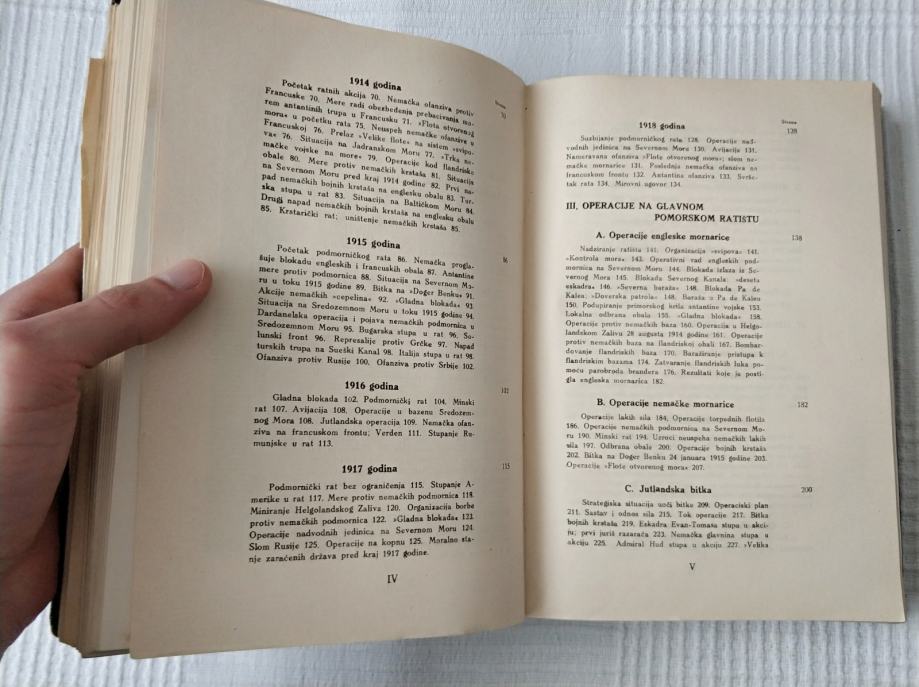 1914 godina
Strana
Početak ratnih akcija 70. Nemačka ofanziva protiv 70
Francuske 70. Mere radi obezbeđenja prebacivanja ma-
rem antantinih trupa u Francusku 71. »Flota otvorenog
mora« u početku rata 75. Neuspeh nemačke ofanzive u
Francuskoj 76. Prelaz »Velike flote« na sistem »svipo-
va« 76. Situacija na Jadranskom Moru 77. »Trka ne-
mačke vojske na more« 79. Operacije kod flandriske
obale 80. Mere protiv nemačkih krstaša 81. Situacija
na Severnom Moru pred kraj 1914 godine 82. Prvi na-
pad nemačkih bojnih krstaša na englesku obalu 83. Tur-
ska stupa u rat 83. Situacija na Baltičkom Moru 84.
Drugi napad nemačkih bojnih krstaša na englesku obalu
85. Krstarički rat; uništenje nemačkih krstaša 85.
1915 godina
Početak podmorničkog rata 86. Nemačka progla- 86
šuje blokadu engleskih i francuskih obala 87. Antantine
mere protiv podmornica 88. Situacija na Severnom Mo-
ru u toku 1915 godine 89. Bitka na »Doger Benku« 91.
Akcije nemačkih »cepelina« 92. »Gladna blokada« 93.
Situacija na Sredozemnom Moru u toku 1915 godine 94.
Dardanelska operacija i pojava nemačkih podmornica u
Sredozemnom Moru 95. Bugarska stupa u rat 96. So-
lunski front 96. Represalije protiv Grčke 97. Napad
turskih trupa na Sueški Kanal 98. Italija stupa u rat 98.
Ofanziva protiv Rusije 100. Ofanziva protiv Srbije 102.
1916 godina 102
Gladna blokada 102. Podmornički rat 104. Minski
rat 107. Avijacija 108. Operacije u bazenu Sredozem-
nog Mora 108. Jutlandska operacija 109. Nemačka ofan-
ziva na francuskom frontu; Verden 111. Stupanje Ru-
munjske u rat 113.
1917 godina 115
Podmornički rat bez ograničenja 115. Stupanje A-
merike u rat 117. Mere protiv nemačkih podmornica 118.
Miniranje Helgolandskog Zaliva 120. Organizacija borbe
protiv nemačkih podmornica 122. »Gladna blokada« 123.
Operacije nadvodnih jedinica na Severnom Moru 124.
Slom Rusije 125. Operacije na kopnu 125. Moralno sta-
nje zaraćenih država pred kraj 1917 godine.
IV
Strana
1918 godina 128
Suzbijanje podmorničkog rata 128. Operacije nad-
vodnih jedinica na Severnom Moru 130. Avijacija 131.
Nameravana ofanziva »Flote otvorenog mora«; slom ne-
mačke mornarice 131. Poslednja nemačka ofanziva na
francuskom frontu 132. Antantina ofanziva 133. Svrše-
tak rata 134. Mirovni ugovor 134.
III. OPERACIJE NA GLAVNOM
POMORSKOM RATIŠTU
A. Operacije engleske mornarice 138
Nadziranje ratišta 141. Organizacija »svipova« 141.
»Kontrola mora« 143. Operativni rad engleskih pod-
mornica na Severnom Moru 144. Blokada izlaza iz Se-
vernog Mora 145. Blokada Severnog Kanala: »deseta
eskadra« 146. »Severna baraža« 148. Blokada Pa de
Kalea; »Doverska patrola« 148. Baraža u Pa de Kaleu
150. Podupiranje primorskog krila antantine vojske 153.
Lokalna odbrana obala 155. »Gladna blokada« 158.
Operacije protiv nemačkih baza 160. Operacija u Helgo-
landskom Zalivu 28 augusta 1914 godine 161. Operacije
protiv nemačkih baza na flandriskoj obali 167. Bombar-
dovanje flandriskih baza 170. Baražiranje pristupa k
flandriskim bazama 174. Zatvaranje flandriskih luka po-
moću parobroda brandera 176. Rezultati koje je posti-
gla engleska mornarica 182.
B. Operacije nemačke mornarice 182
Operacije lakih sila 184. Operacije torpednih flotila
186. Operacije nemačkih podmornica na Severnom Mo-
ru 190. Minski rat 194. Uzroci neuspeha nemačkih lakih
sila 197. Odbrana obale 200. Operacije bojnih krstaša
202. Bitka na Doger Benku 24 januara 1915 godine 203.
Operacije »Flote otvorenog mora« 207.
C. Jutlandska bitka 200
Strategiska situacija uoči bitke 209. Operaciski plan
211. Sastav i odnos sila 215. Tok operacije 217. Bitka
bojnih krstaša 219. Eskadra Evan-Tomasa stupa u akci-
ju; prvi juriš razarača 223. Nemačka glavnina stupa u
akciju 225. Admiral Hud stupa u akciju 227. »Velika
V